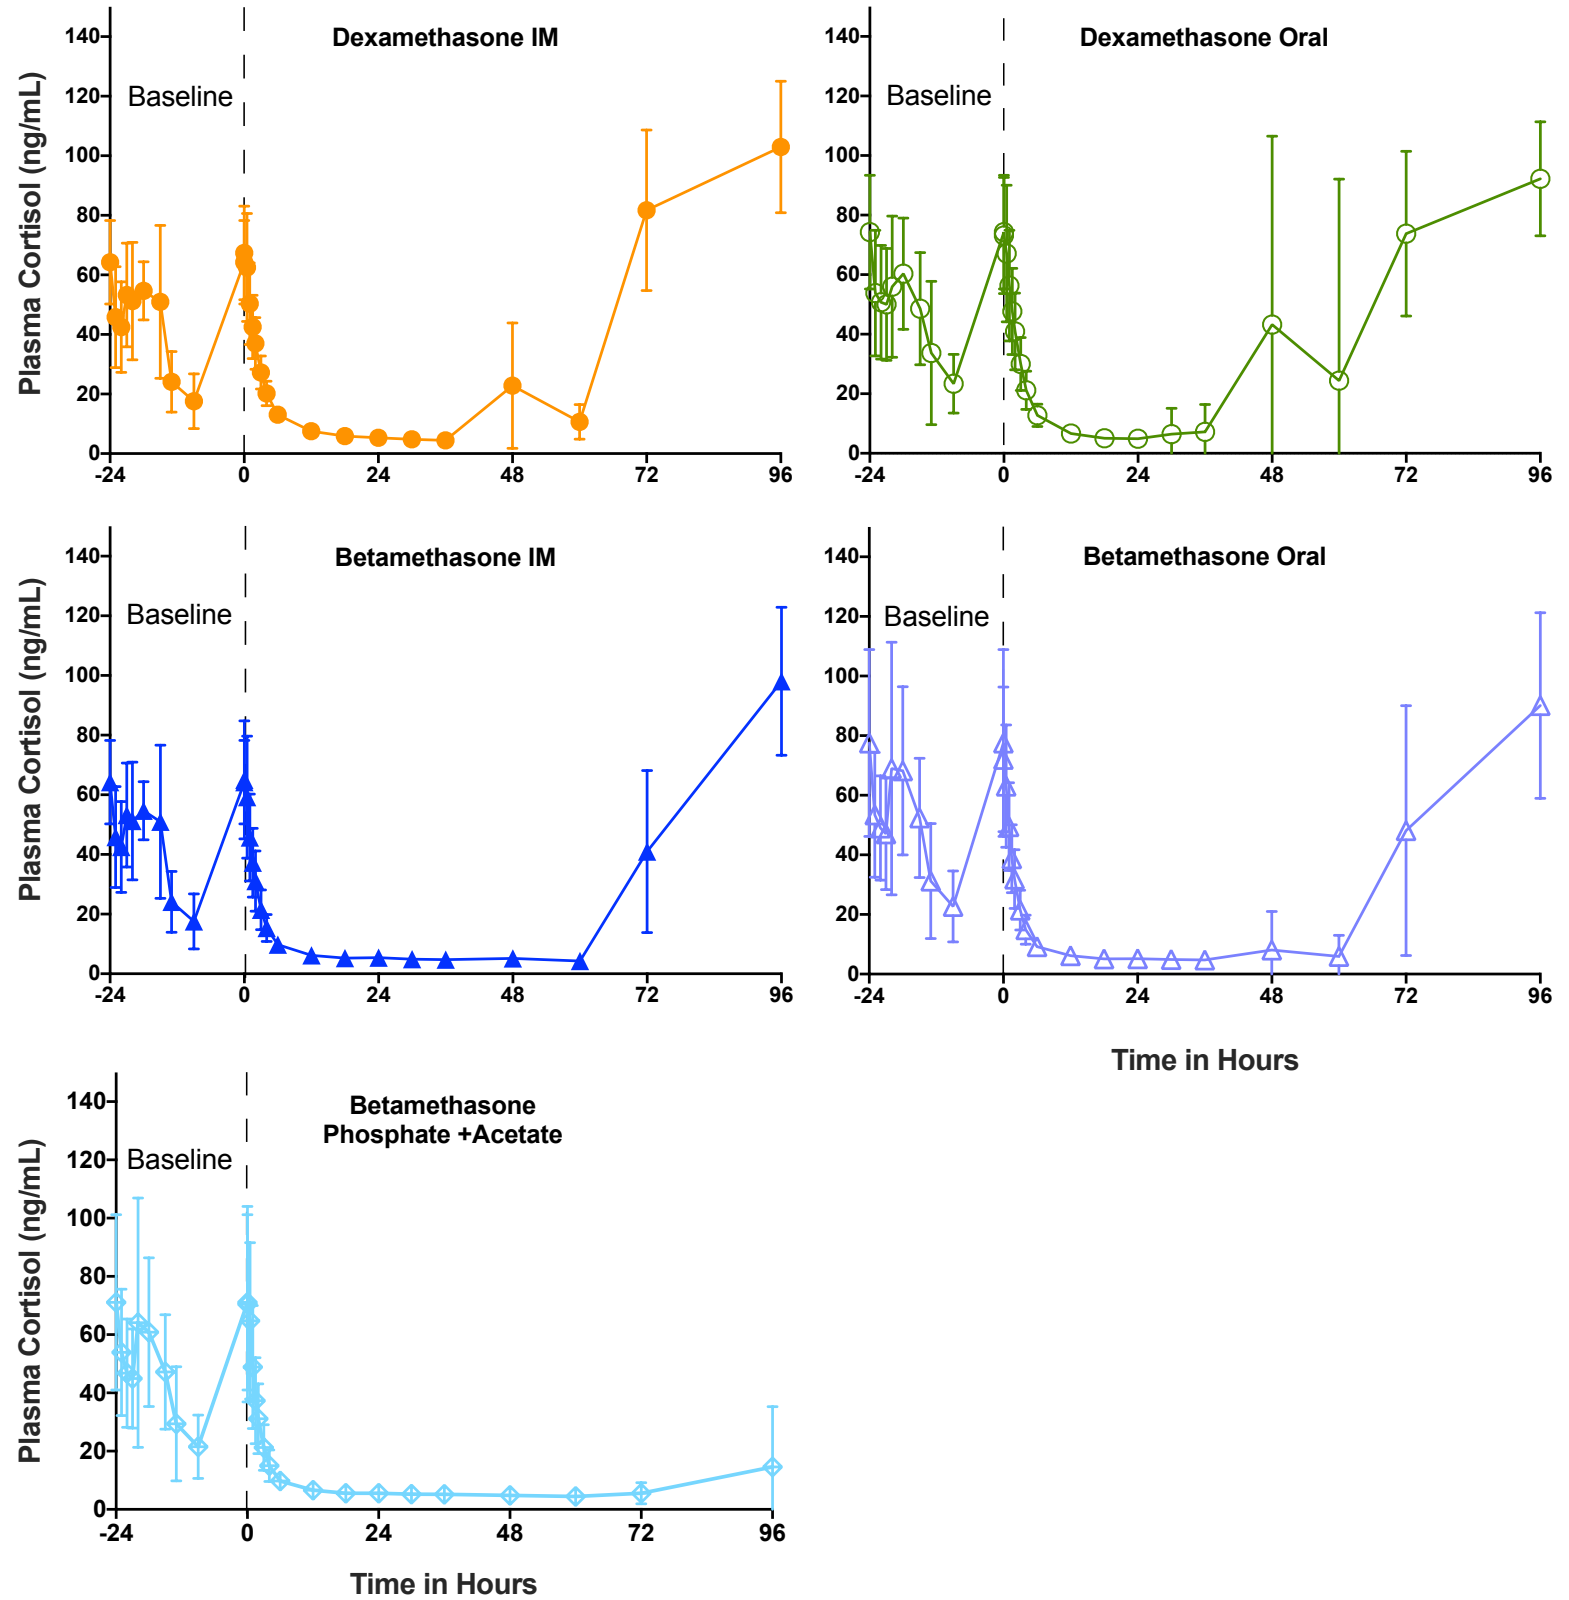 Dexamethasone IM
Plasma Cortisol (ng/mL)
Baseline
140
120
100
80
60
40
20
0
-24 0 24 48 72 96
Dexamethasone Oral
Baseline
140
120
100
80
60
40
20
0
-24 0 24 48 72 96
Betamethasone IM
Plasma Cortisol (ng/mL)
Baseline
140
120
100
80
60
40
20
0
-24 0 24 48 72 96
Betamethasone Oral
Baseline
140
120
100
80
60
40
20
0
-24 0 24 48 72 96
Time in Hours
Betamethasone
Phosphate +Acetate
Plasma Cortisol (ng/mL)
Baseline
140
120
100
80
60
40
20
0
-24 0 24 48 72 96
Time in Hours